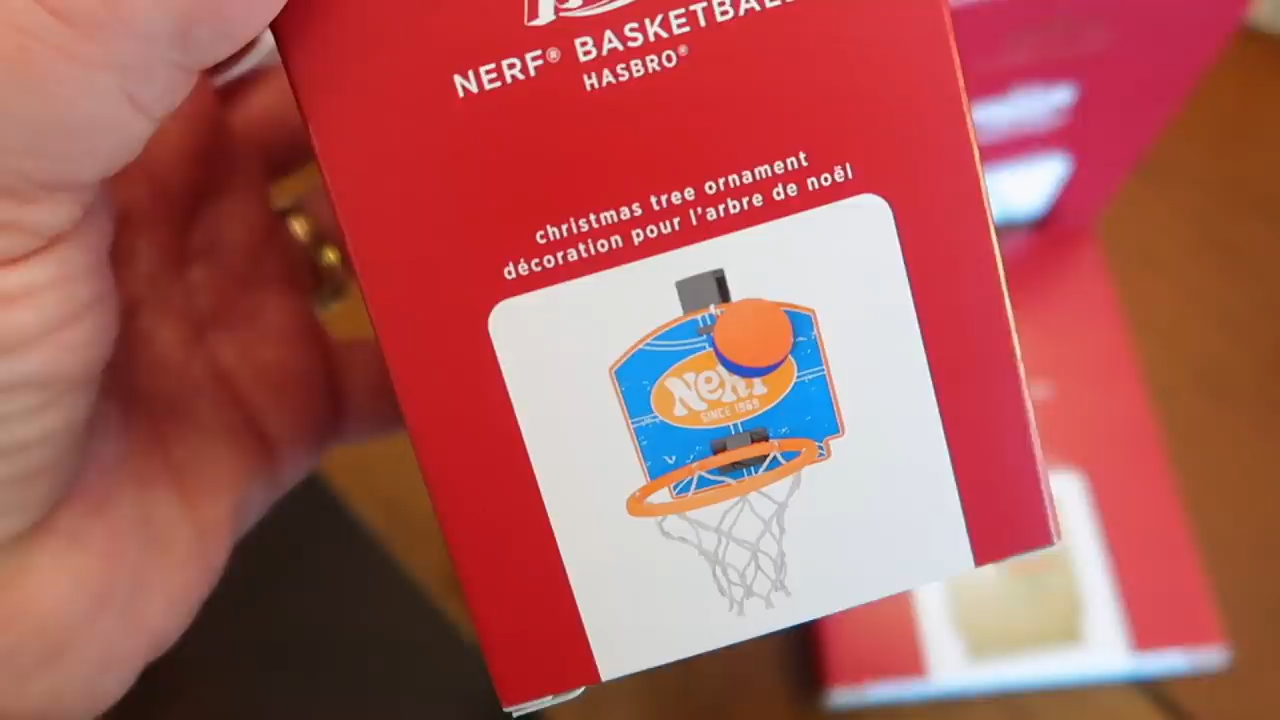 NERF® BASKETBALL
HASBRO®
christmas tree ornament
décoration pour l'arbre de noël
Nerf
SINCE 1969